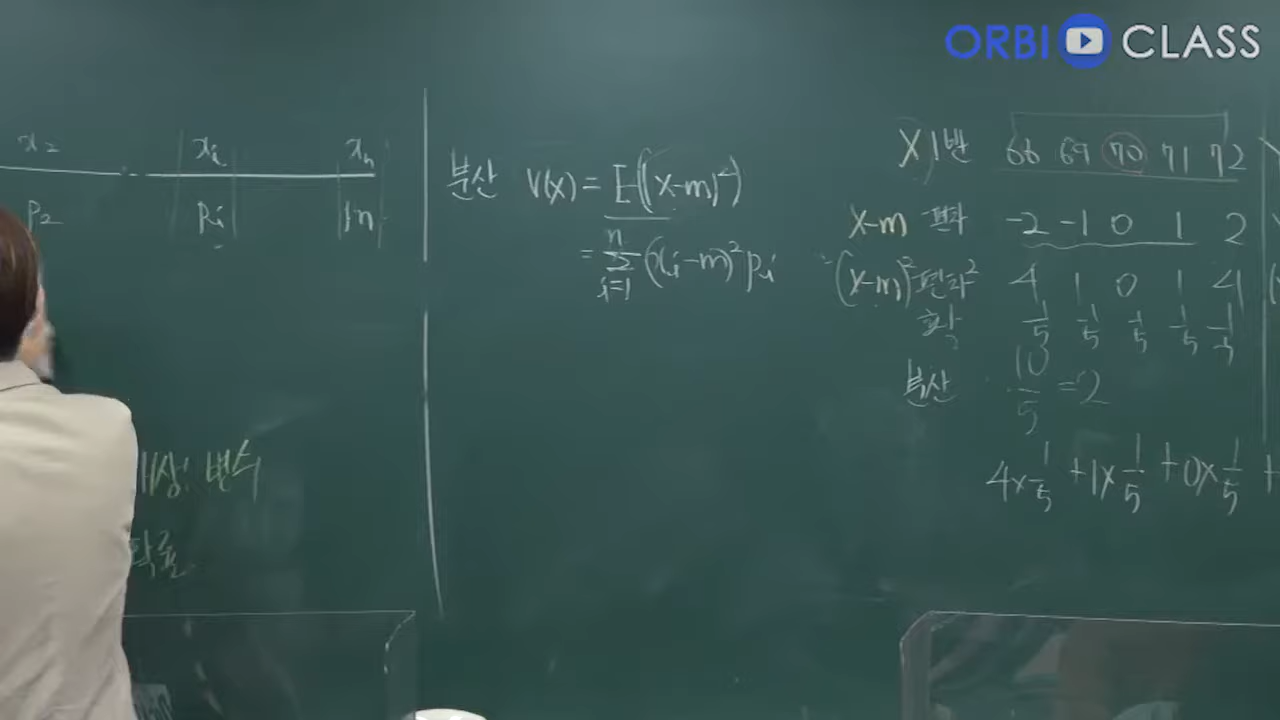 ORBI CLASS
x₂ xᵢ xₙ
p₂ pᵢ pₙ
대상: 변수
확률
분산 V(X) = E((X-m)²)
= Σ(i=1, n) (xᵢ-m)² pᵢ
X 1반 66 69 70 71 72
X-m 편차 -2 -1 0 1 2
(X-m)² 편차² 4 1 0 1 4
확 1/5 1/5 1/5 1/5 1/5
분산 10/5 = 2
4×1/5 +1×1/5 +0×1/5 +